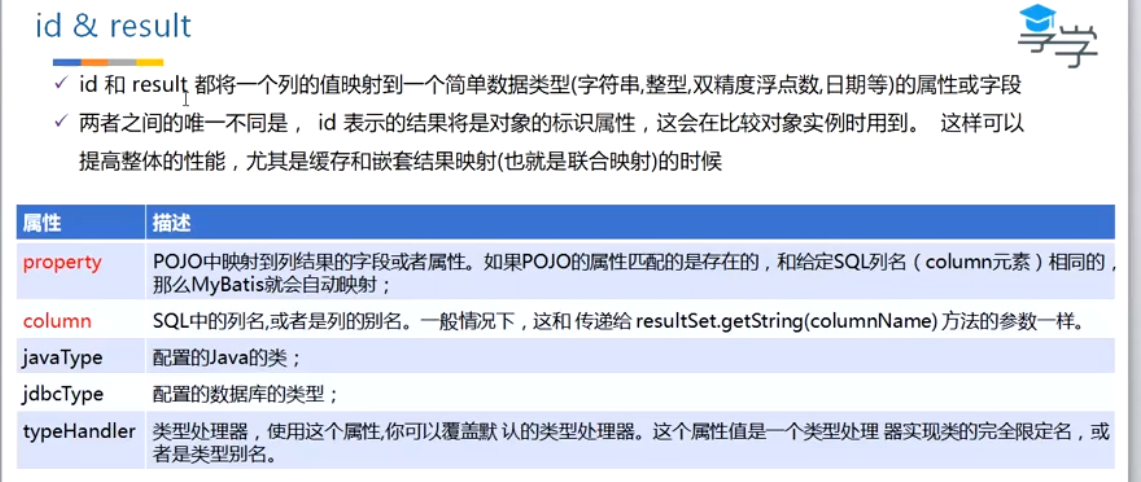 id & result
享学
id 和 result 都将一个列的值映射到一个简单数据类型(字符串,整型,双精度浮点数,日期等)的属性或字段
两者之间的唯一不同是， id 表示的结果将是对象的标识属性，这会在比较对象实例时用到。 这样可以
提高整体的性能，尤其是缓存和嵌套结果映射(也就是联合映射)的时候
属性 描述
property POJO中映射到列结果的字段或者属性。如果POJO的属性匹配的是存在的，和给定SQL列名（column元素）相同的，
那么MyBatis就会自动映射；
column SQL中的列名,或者是列的别名。一般情况下，这和 传递给 resultSet.getString(columnName) 方法的参数一样。
javaType 配置的Java的类；
jdbcType 配置的数据库的类型；
typeHandler 类型处理器，使用这个属性,你可以覆盖默 认的类型处理器。这个属性值是一个类型处理 器实现类的完全限定名，或
者是类型别名。